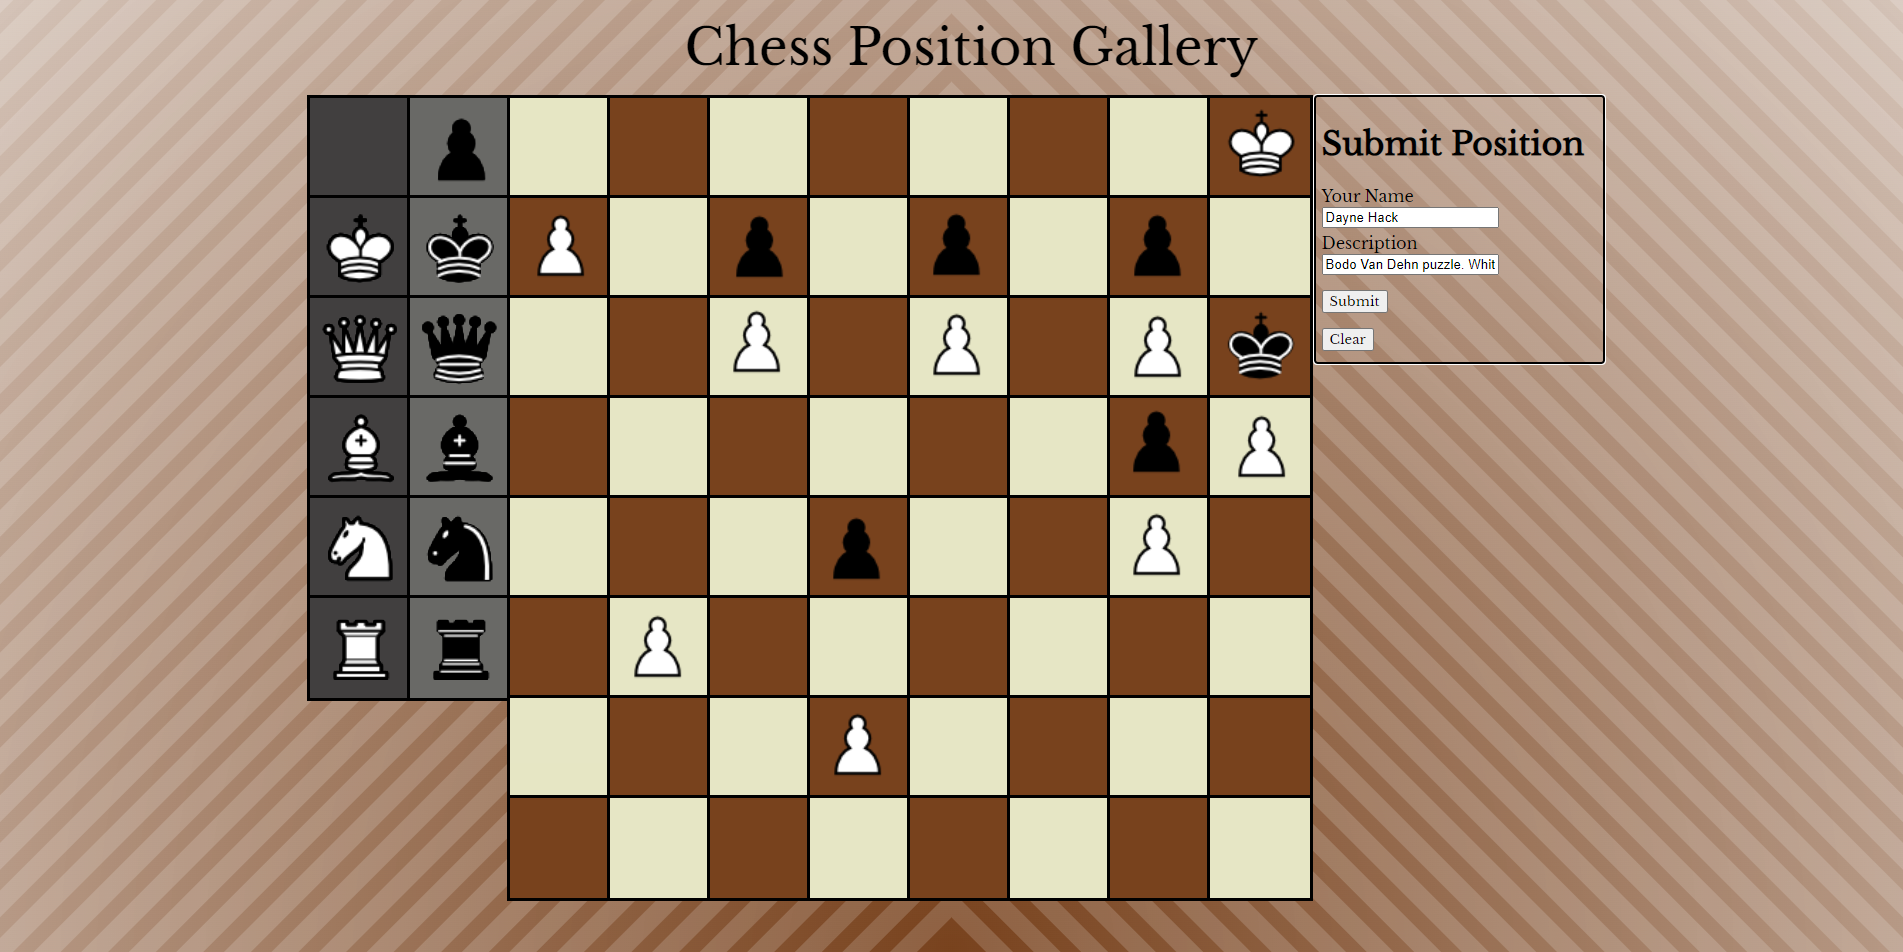 Chess Position Gallery
Submit Position
Your Name
Dayne Hack
Description
Bodo Van Dehn puzzle. Whit
Submit
Clear